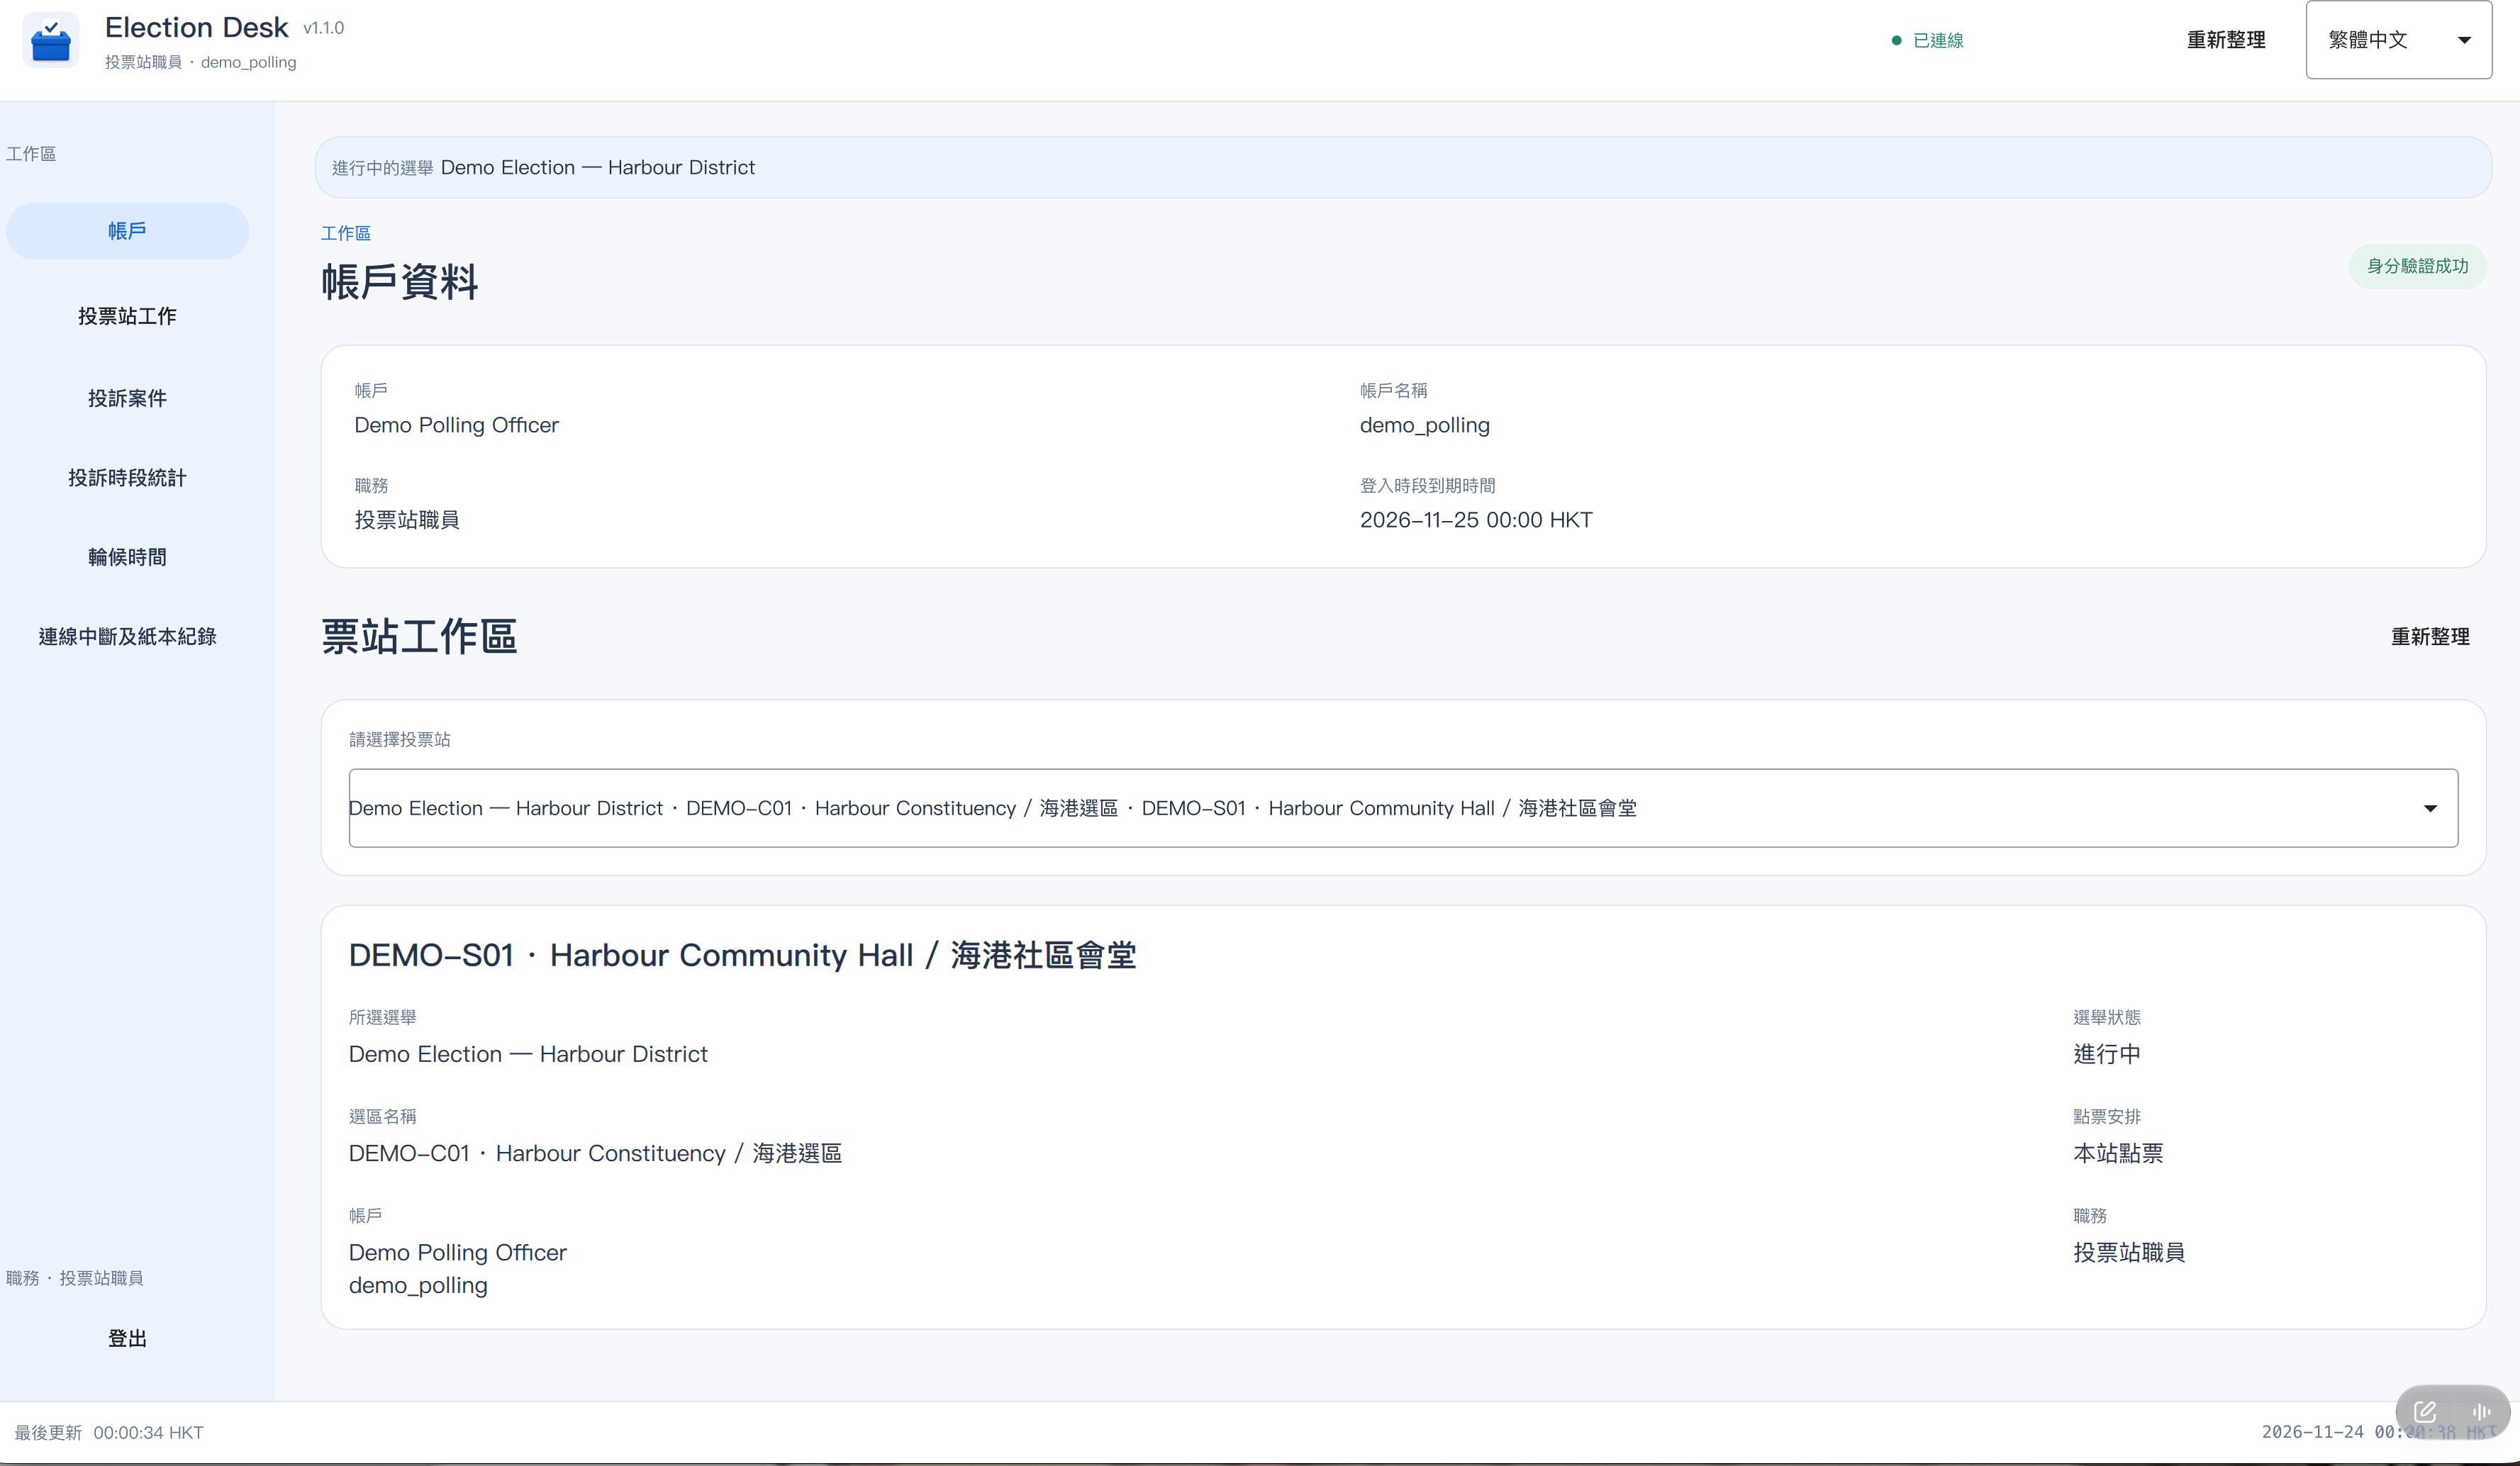 Election Desk v1.1.0
投票站職員 · demo_polling
已連線
重新整理
繁體中文
工作區
帳戶
投票站工作
投訴案件
投訴時段統計
輪候時間
連線中斷及紙本紀錄
職務 · 投票站職員
登出
進行中的選舉 Demo Election — Harbour District
工作區
帳戶資料
身分驗證成功
帳戶
Demo Polling Officer
帳戶名稱
demo_polling
職務
投票站職員
登入時段到期時間
2026-11-25 00:00 HKT
票站工作區
重新整理
請選擇投票站
Demo Election — Harbour District · DEMO-C01 · Harbour Constituency / 海港選區 · DEMO-S01 · Harbour Community Hall / 海港社區會堂
DEMO-S01 · Harbour Community Hall / 海港社區會堂
所選選舉
Demo Election — Harbour District
選舉狀態
進行中
選區名稱
DEMO-C01 · Harbour Constituency / 海港選區
點票安排
本站點票
帳戶
Demo Polling Officer
demo_polling
職務
投票站職員
最後更新 00:00:34 HKT
2026-11-24 00:00:38 HKT